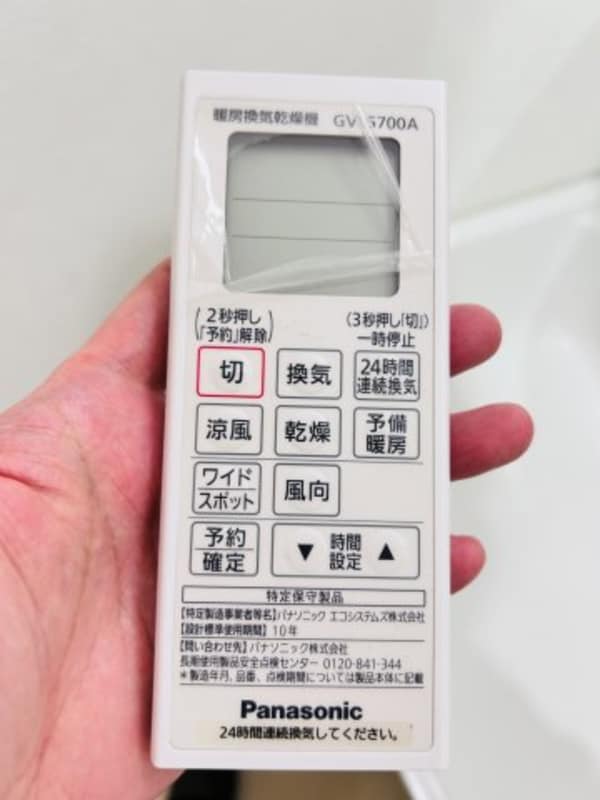 暖房換気乾燥機 GV
5700A
2秒押し (3秒押し「切」)
「予約」解除 一時停止
切 換気 24時間
連続換気
涼風 乾燥 予備
暖房
ワイド
スポット 風向
予約
確定 ▼ 時間
設定 ▲
特定保守製品
【特定製造事業者等名】パナソニック エコシステムズ株式会社
【設計標準使用期間】10年
【問い合わせ先】パナソニック株式会社
長期使用製品安全点検センター 0120-841-344
*製造年月、品番、点検期間については製品本体に記載
Panasonic
24時間連続換気してください。